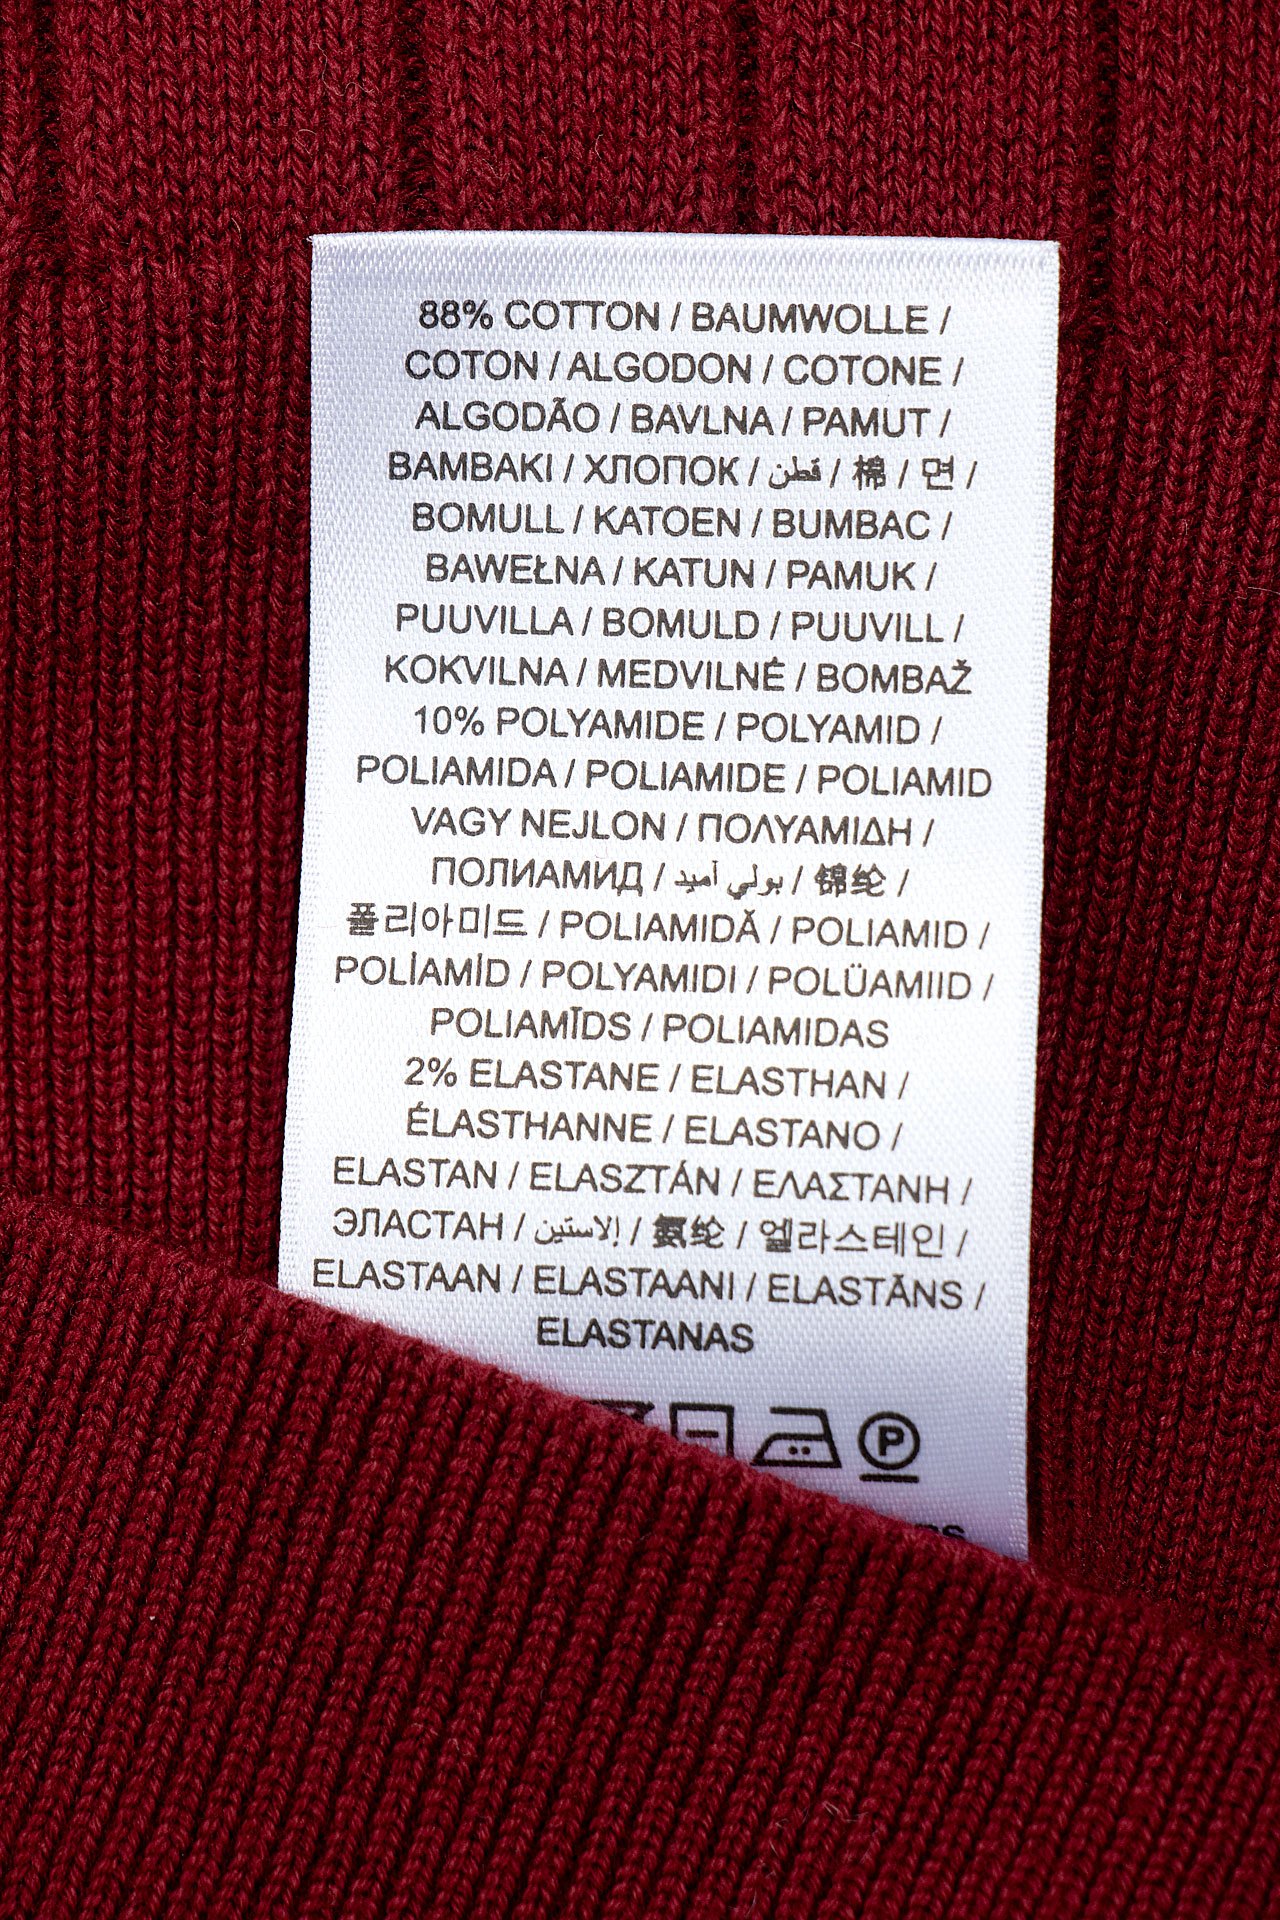 88% COTTON / BAUMWOLLE /
COTON / ALGODON / COTONE /
ALGODÃO / BAVLNA / PAMUT /
BAMBAKI / ХЛОПОК / قطن / 棉 / 면 /
BOMULL / KATOEN / BUMBAC /
BAWEŁNA / KATUN / PAMUK /
PUUVILLA / BOMULD / PUUVILL /
KOKVILNA / MEDVILNĖ / BOMBAŽ
10% POLYAMIDE / POLYAMID /
POLIAMIDA / POLIAMIDE / POLIAMID
VAGY NEJLON / ΠΟΛΥΑΜΙΔΗ /
ПОЛИАМИД / بولي أميد / 锦纶 /
폴리아미드 / POLIAMIDĂ / POLIAMID /
POLİAMİD / POLYAMIDI / POLÜAMIID /
POLIAMĪDS / POLIAMIDAS
2% ELASTANE / ELASTHAN /
ÉLASTHANNE / ELASTANO /
ELASTAN / ELASZTÁN / ΕΛΑΣΤΑΝΗ /
ЭЛАСТАН / إلاستين / 氨纶 / 엘라스테인 /
ELASTAAN / ELASTAANI / ELASTĀNS /
ELASTANAS
P